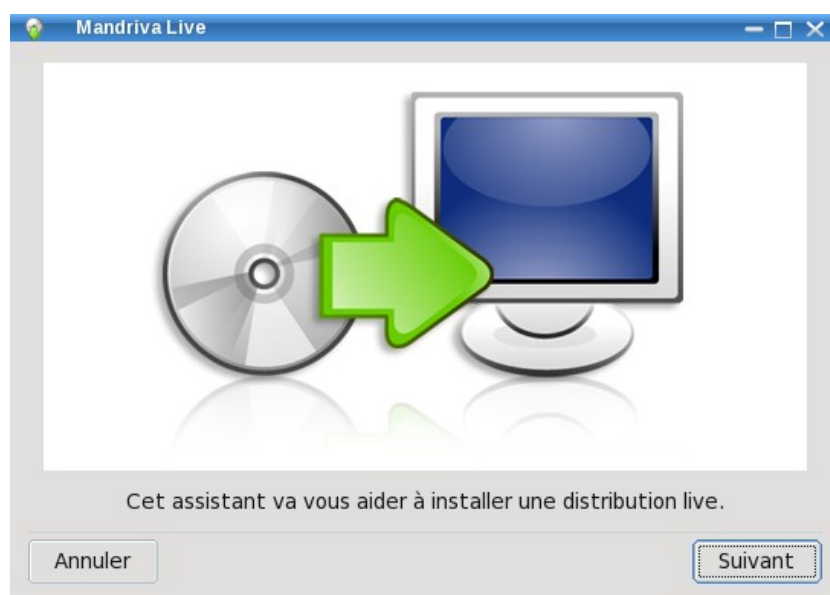 Mandriva Live
Cet assistant va vous aider à installer une distribution live.
Annuler
Suivant